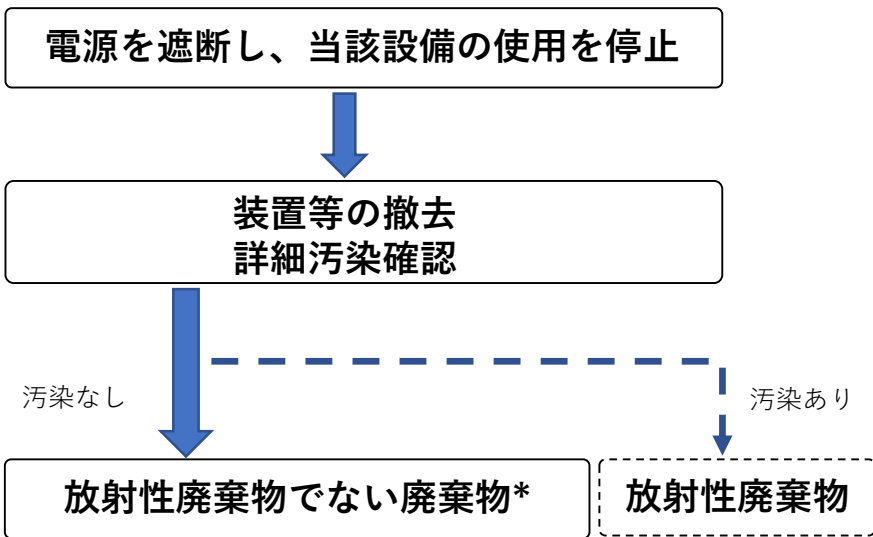 電源を遮断し、当該設備の使用を停止
装置等の撤去
詳細汚染確認
汚染なし
汚染あり
放射性廃棄物でない廃棄物*
放射性廃棄物